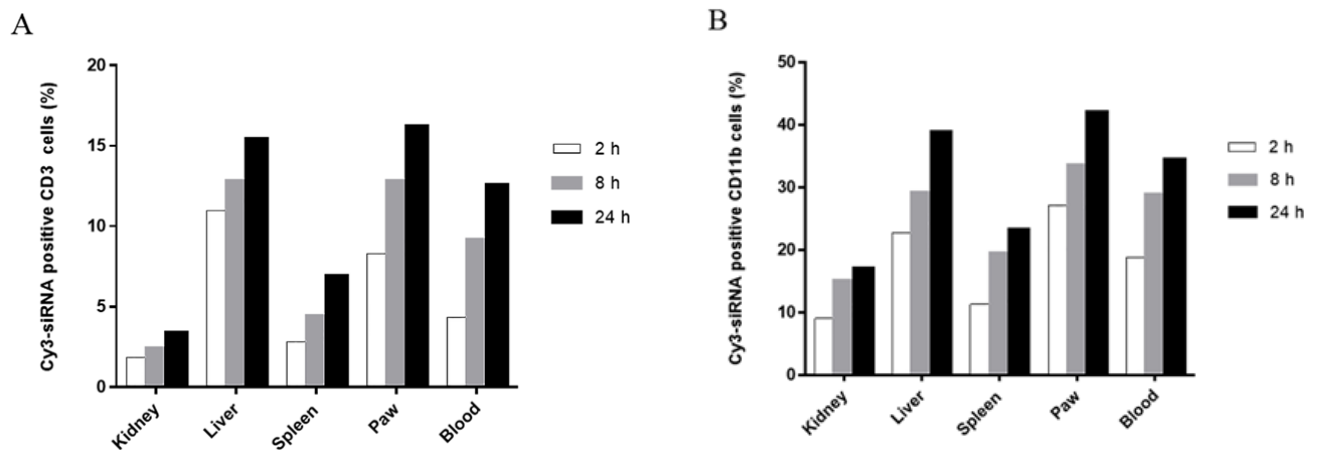 A
Cy3-siRNA positive CD3 cells (%)
20
15
10
5
0
Kidney
Liver
Spleen
Paw
Blood
2 h
8 h
24 h
B
Cy3-siRNA positive CD11b cells (%)
50
40
30
20
10
0
Kidney
Liver
Spleen
Paw
Blood
2 h
8 h
24 h